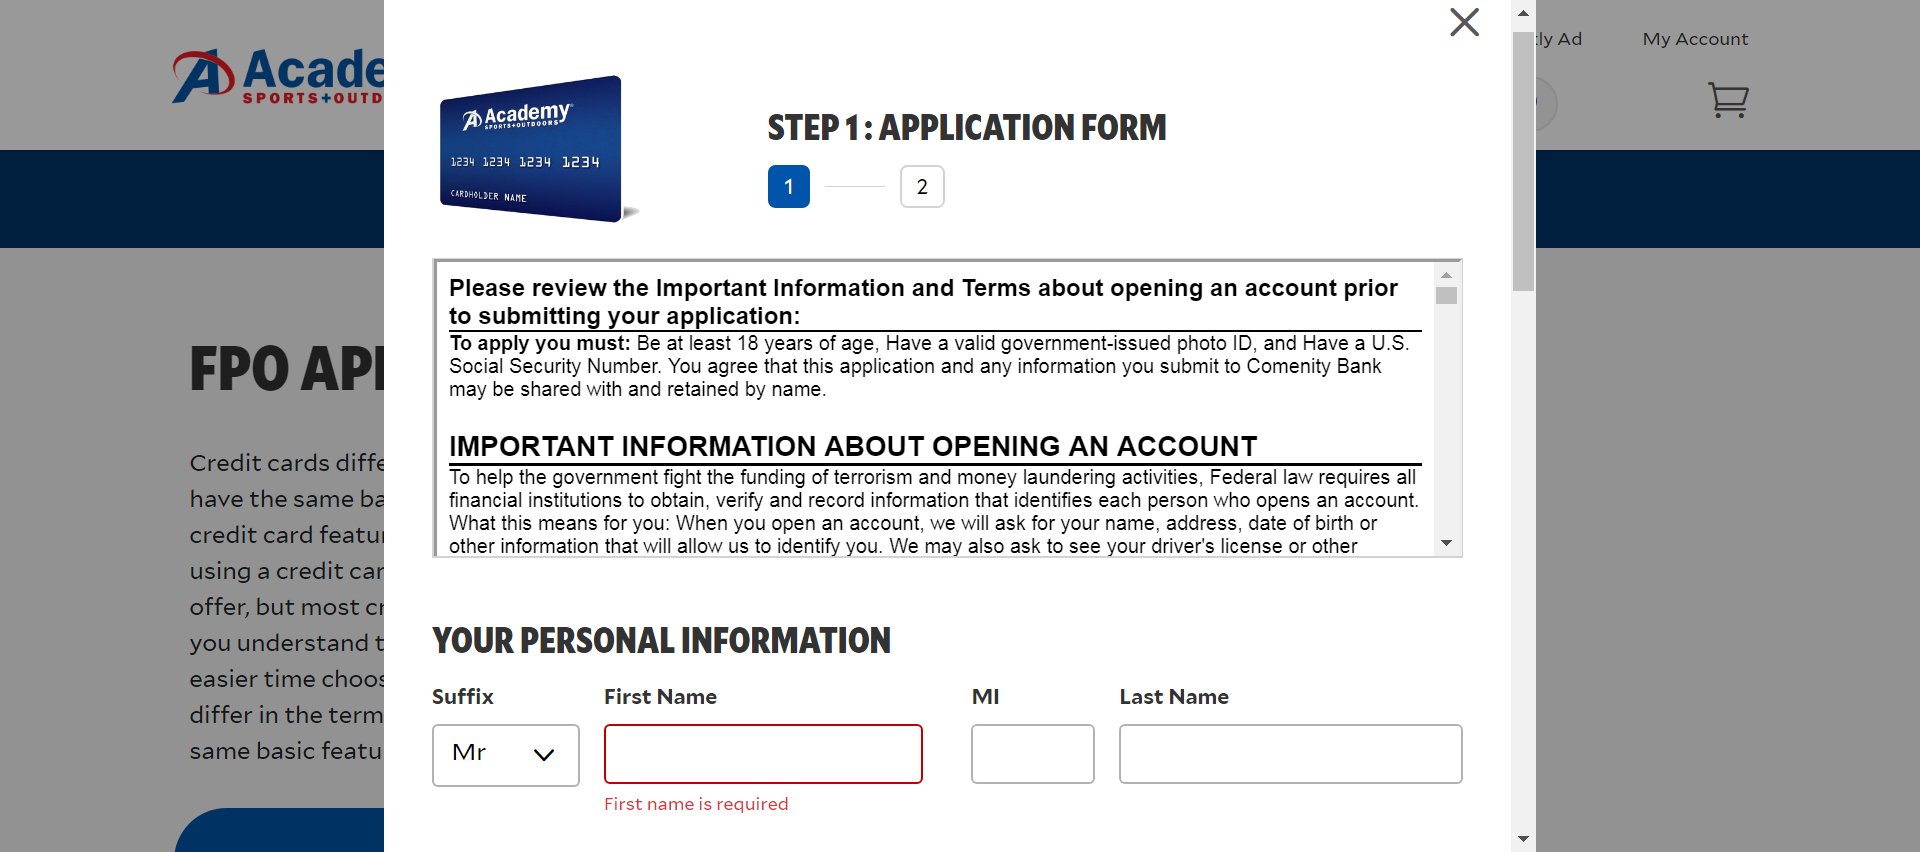 Academy
SPORTS+OUTD
ly Ad
My Account
Academy
SPORTS+OUTDOORS
1234 1234 1234 1234
CARDHOLDER NAME
STEP 1 : APPLICATION FORM
1
2
Please review the Important Information and Terms about opening an account prior
to submitting your application:
To apply you must: Be at least 18 years of age, Have a valid government-issued photo ID, and Have a U.S.
Social Security Number. You agree that this application and any information you submit to Comenity Bank
may be shared with and retained by name.
IMPORTANT INFORMATION ABOUT OPENING AN ACCOUNT
To help the government fight the funding of terrorism and money laundering activities, Federal law requires all
financial institutions to obtain, verify and record information that identifies each person who opens an account.
What this means for you: When you open an account, we will ask for your name, address, date of birth or
other information that will allow us to identify you. We may also ask to see your driver's license or other
FPO AP
Credit cards diffe
have the same ba
credit card featu
using a credit car
offer, but most cr
you understand t
easier time choos
differ in the term
same basic featu
YOUR PERSONAL INFORMATION
Suffix
First Name
MI
Last Name
Mr
First name is required